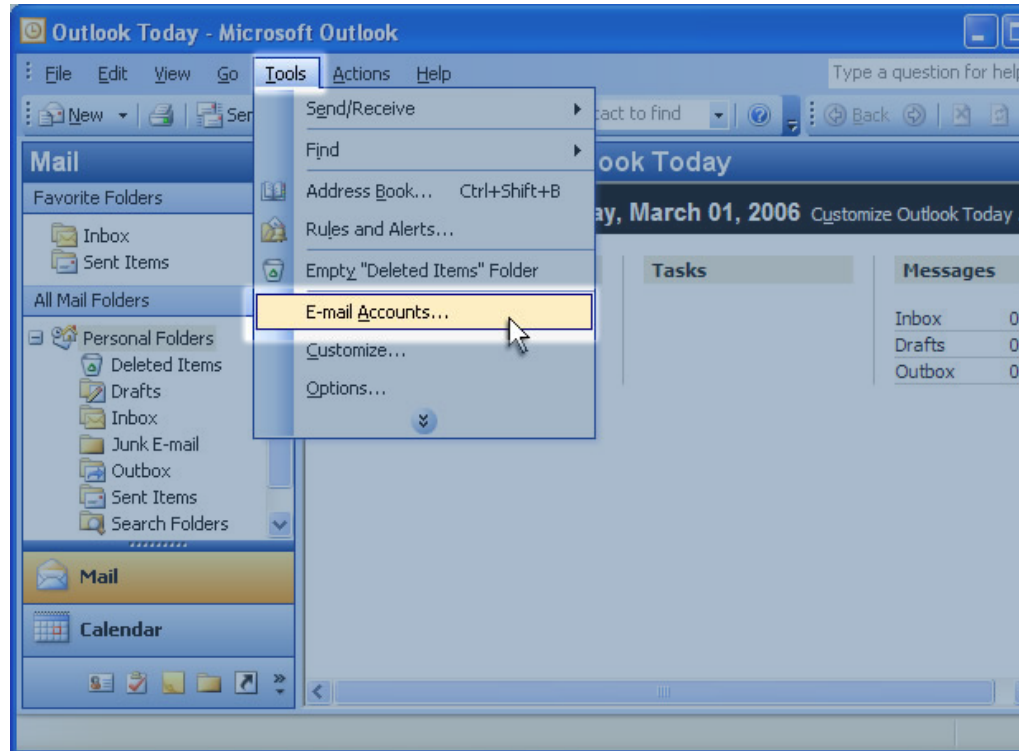 Outlook Today - Microsoft Outlook
File Edit View Go Tools Actions Help Type a question for help
New Ser tact to find Back
Mail
Favorite Folders
Inbox
Sent Items
All Mail Folders
Personal Folders
Deleted Items
Drafts
Inbox
Junk E-mail
Outbox
Sent Items
Search Folders
Mail
Calendar
Send/Receive
Find
Address Book... Ctrl+Shift+B
Rules and Alerts...
Empty "Deleted Items" Folder
E-mail Accounts...
Customize...
Options...
ook Today
ay, March 01, 2006 Customize Outlook Today
Tasks
Messages
Inbox 0
Drafts 0
Outbox 0